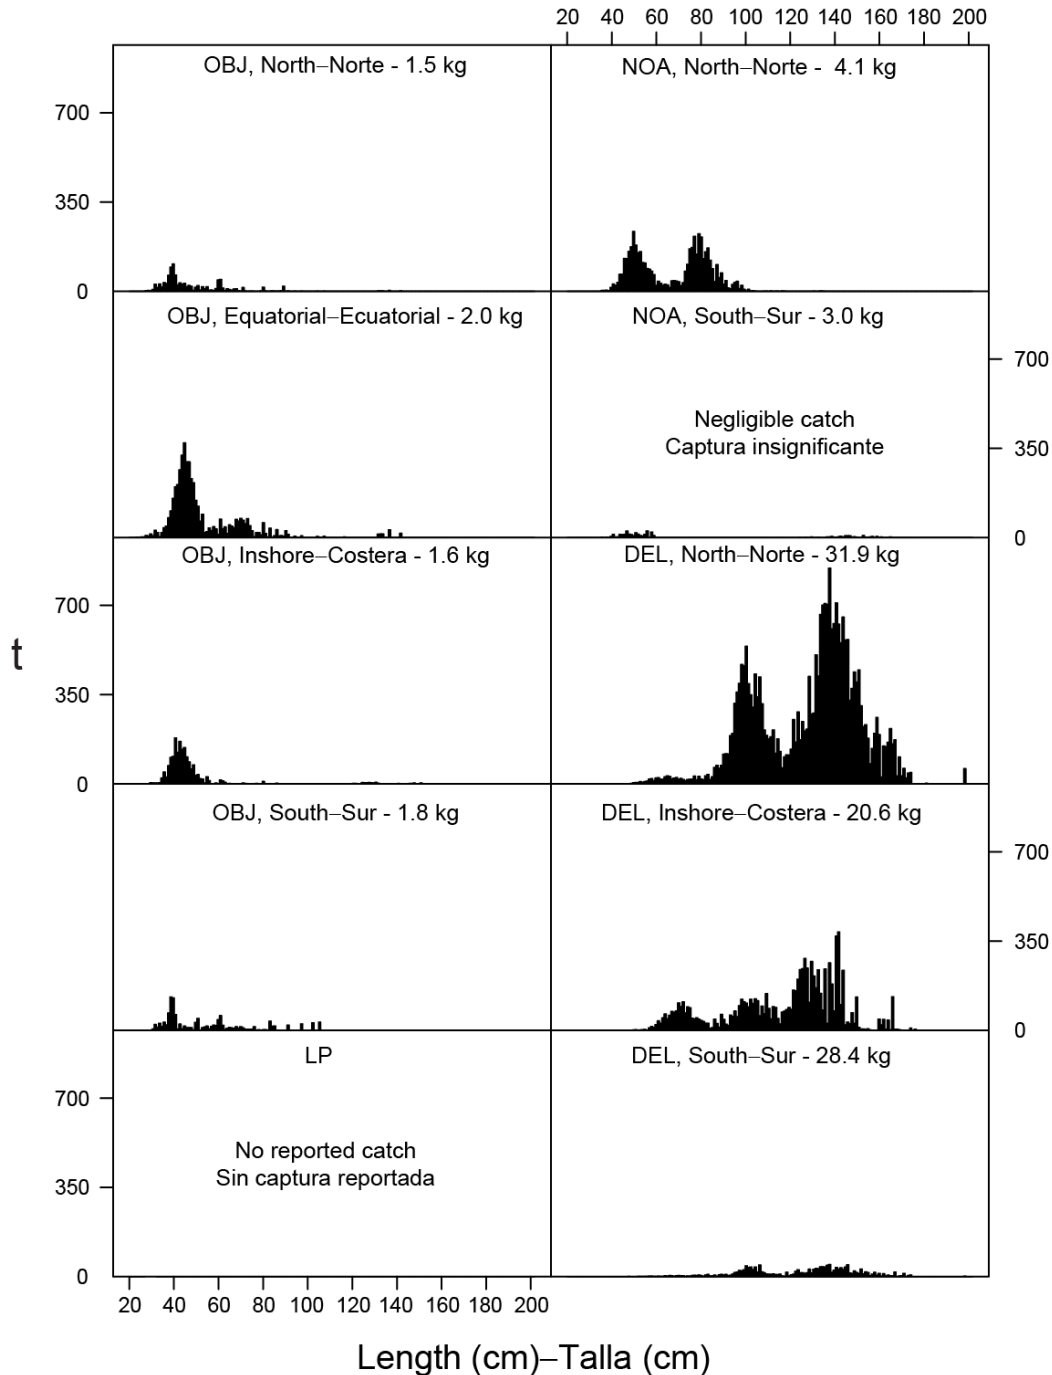 20 40 60 80 100 120 140 160 180 200
OBJ, North–Norte - 1.5 kg
NOA, North–Norte - 4.1 kg
700
350
0
OBJ, Equatorial–Ecuatorial - 2.0 kg
NOA, South–Sur - 3.0 kg
Negligible catch
Captura insignificante
700
350
0
OBJ, Inshore–Costera - 1.6 kg
DEL, North–Norte - 31.9 kg
700
350
0
t
OBJ, South–Sur - 1.8 kg
DEL, Inshore–Costera - 20.6 kg
700
350
0
LP
DEL, South–Sur - 28.4 kg
No reported catch
Sin captura reportada
700
350
0
20 40 60 80 100 120 140 160 180 200
Length (cm)–Talla (cm)